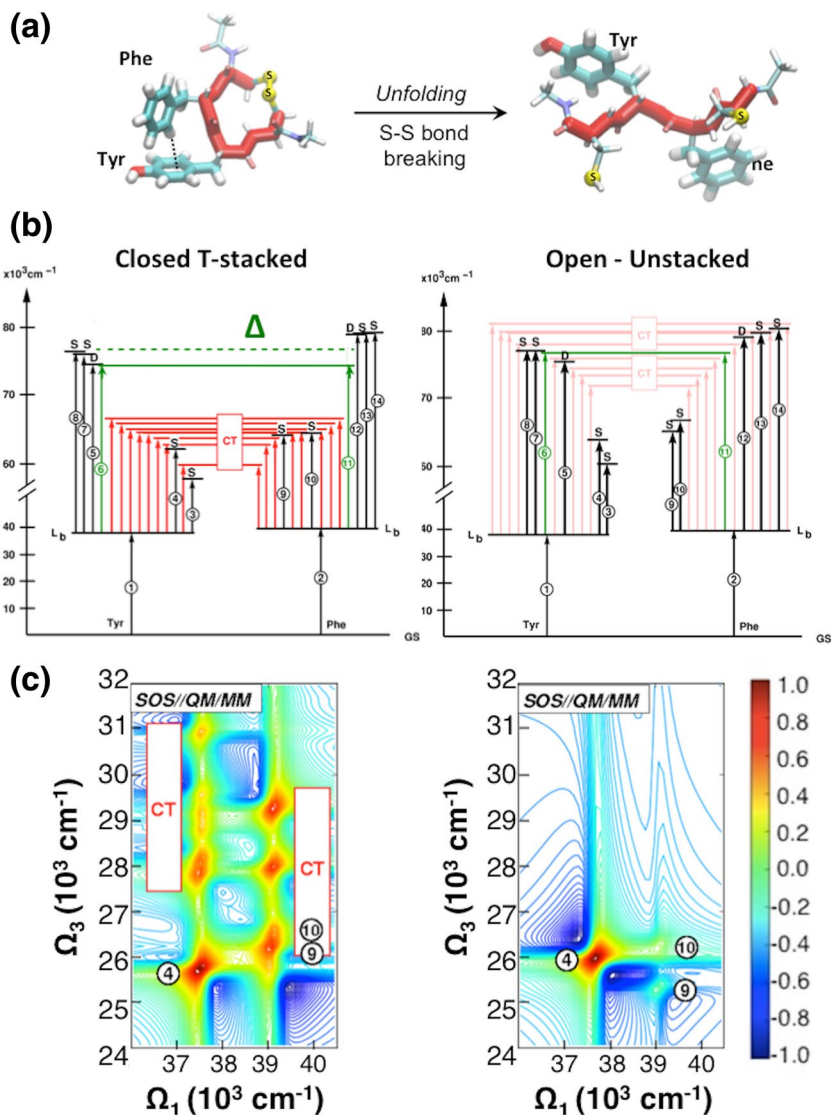 (a)
Phe
Tyr
S
S
Unfolding
S-S bond
breaking
Tyr
S
S
ne
(b)
Closed T-stacked
Open - Unstacked
x10³cm⁻¹
80
70
60
40
30
20
10
S S
D
Δ
D S S
CT
S
S
S
S
8
7
5
6
4
3
9
10
11
12
13
14
L b
L b
1
2
Tyr
Phe
GS
x10³cm⁻¹
80
70
50
40
30
20
10
CT
CT
S S
D
S
S
S
S
D
S
S
8
7
6
5
4
3
9
10
11
12
13
14
L b
L b
1
2
Tyr
Phe
GS
(c)
SOS//QM/MM
32
31
30
29
28
27
26
25
24
CT
CT
10
9
4
37 38 39 40
Ω₃ (10³ cm⁻¹)
Ω₁ (10³ cm⁻¹)
SOS//QM/MM
32
31
30
29
28
27
26
25
24
4
10
9
36 37 38 39 40
Ω₃ (10³ cm⁻¹)
Ω₁ (10³ cm⁻¹)
1.0
0.8
0.6
0.4
0.2
0.0
-0.2
-0.4
-0.6
-0.8
-1.0